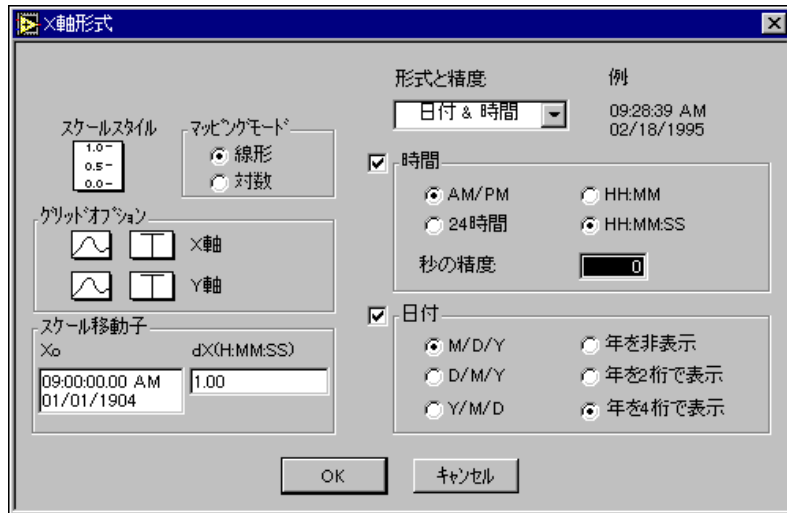 X軸形式
形式と精度
例
日付 & 時間
09:28:39 AM
02/18/1995
スケールスタイル
1.0
0.5
0.0
マッピングモード
線形
対数
時間
AM/PM
HH:MM
24時間
HH:MM:SS
秒の精度
0
グリッドオプション
X軸
Y軸
スケール移動子
Xo
dX(H:MM:SS)
09:00:00.00 AM
01/01/1904
1.00
日付
M/D/Y
年を非表示
D/M/Y
年を2桁で表示
Y/M/D
年を4桁で表示
OK
キャンセル